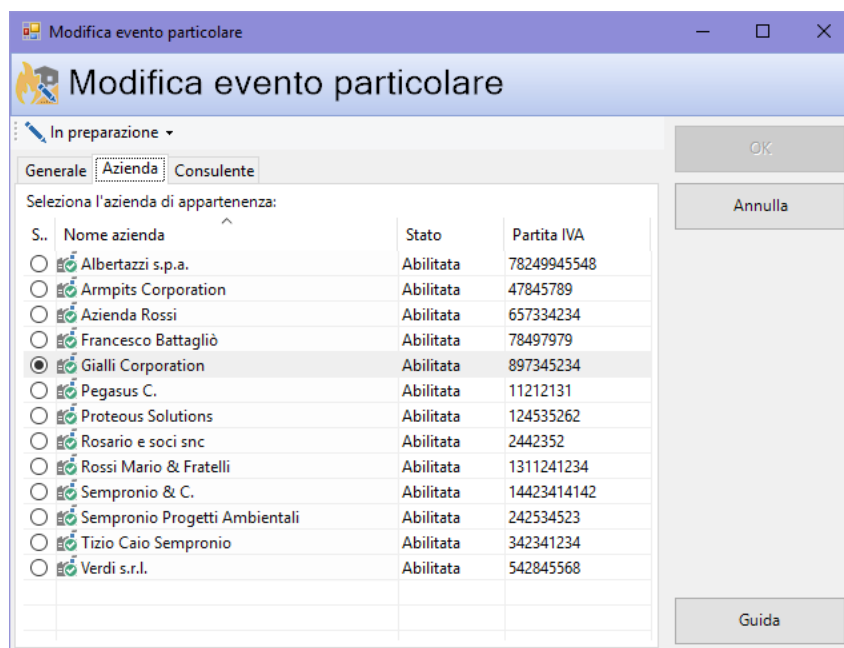 Modifica evento particolare
Modifica evento particolare
In preparazione
OK
Generale Azienda Consulente
Annulla
Seleziona l'azienda di appartenenza:
S.. Nome azienda Stato Partita IVA
Albertazzi s.p.a. Abilitata 78249945548
Armpits Corporation Abilitata 47845789
Azienda Rossi Abilitata 657334234
Francesco Battagliò Abilitata 78497979
Gialli Corporation Abilitata 897345234
Pegasus C. Abilitata 11212131
Proteous Solutions Abilitata 124535262
Rosario e soci snc Abilitata 2442352
Rossi Mario & Fratelli Abilitata 1311241234
Sempronio & C. Abilitata 14423414142
Sempronio Progetti Ambientali Abilitata 242534523
Tizio Caio Sempronio Abilitata 342341234
Verdi s.r.l. Abilitata 542845568
Guida